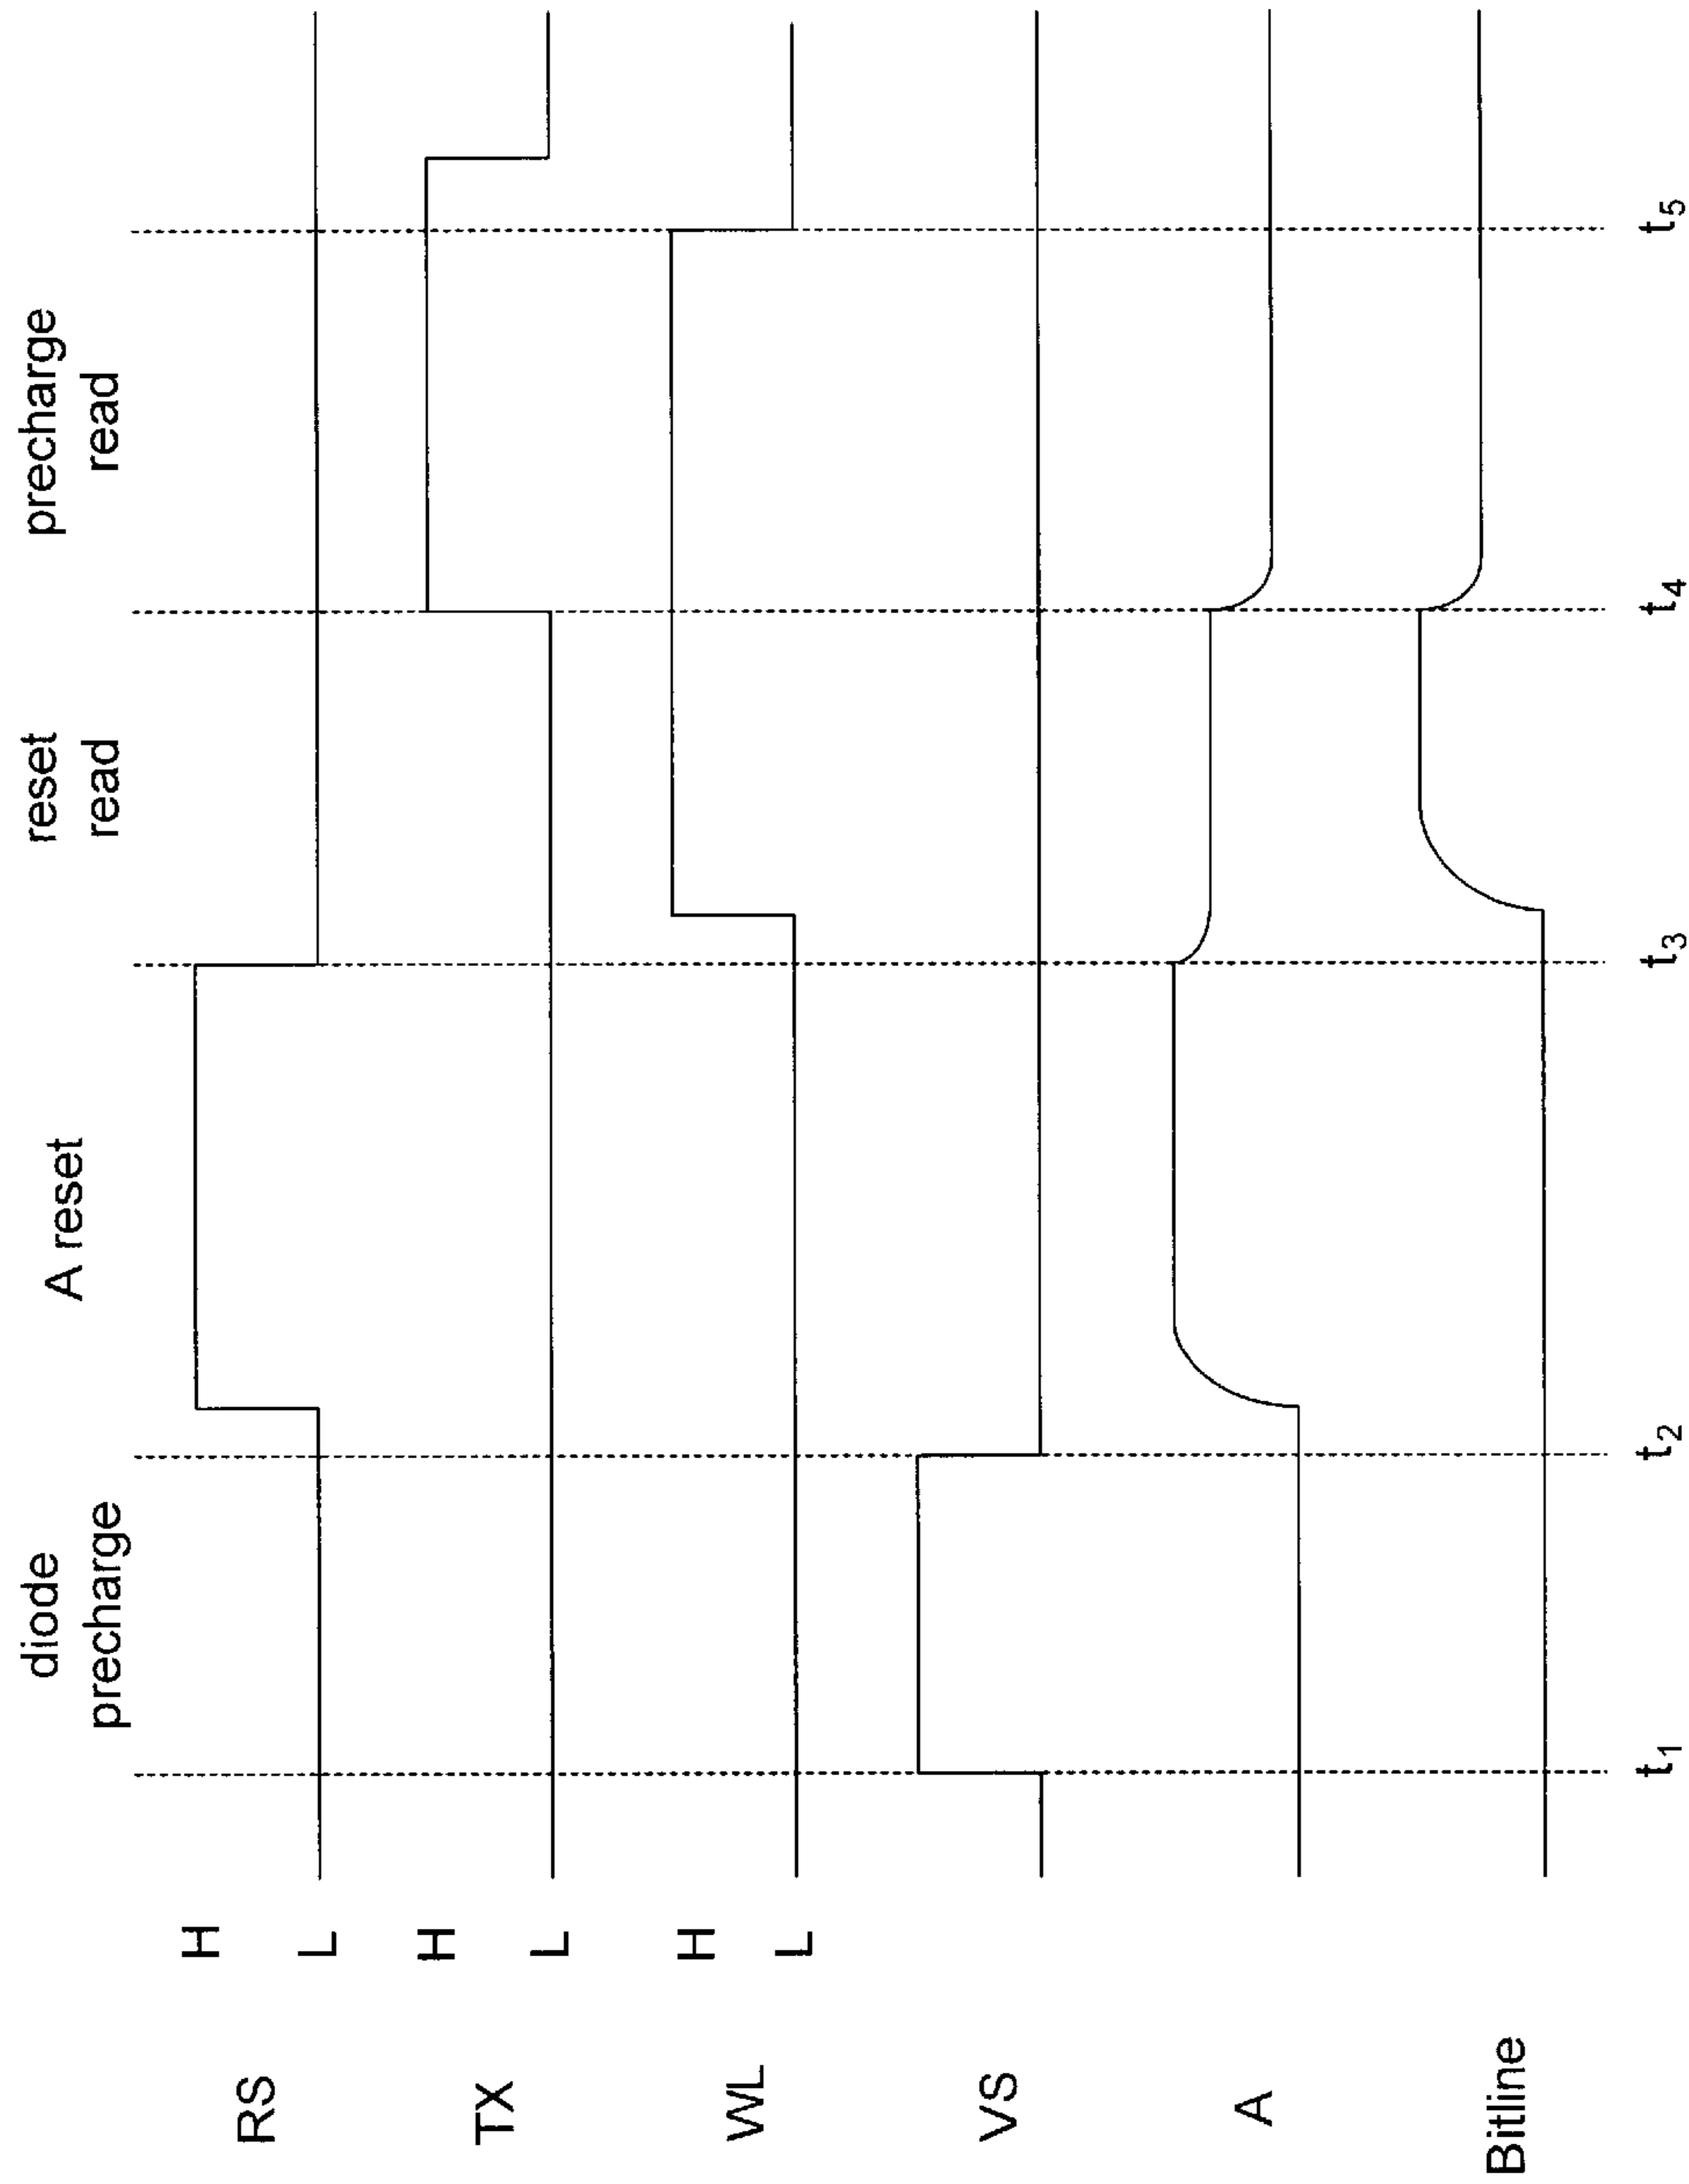 diode
precharge
A reset
reset
read
precharge
read
RS
H
L
TX
H
L
WL
H
L
VS
A
Bitline
t1
t2
t3
t4
t5